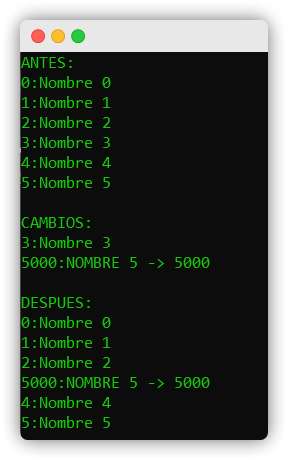 ANTES:
0:Nombre 0
1:Nombre 1
2:Nombre 2
3:Nombre 3
4:Nombre 4
5:Nombre 5
CAMBIOS:
3:Nombre 3
5000:NOMBRE 5 -> 5000
DESPUES:
0:Nombre 0
1:Nombre 1
2:Nombre 2
5000:NOMBRE 5 -> 5000
4:Nombre 4
5:Nombre 5